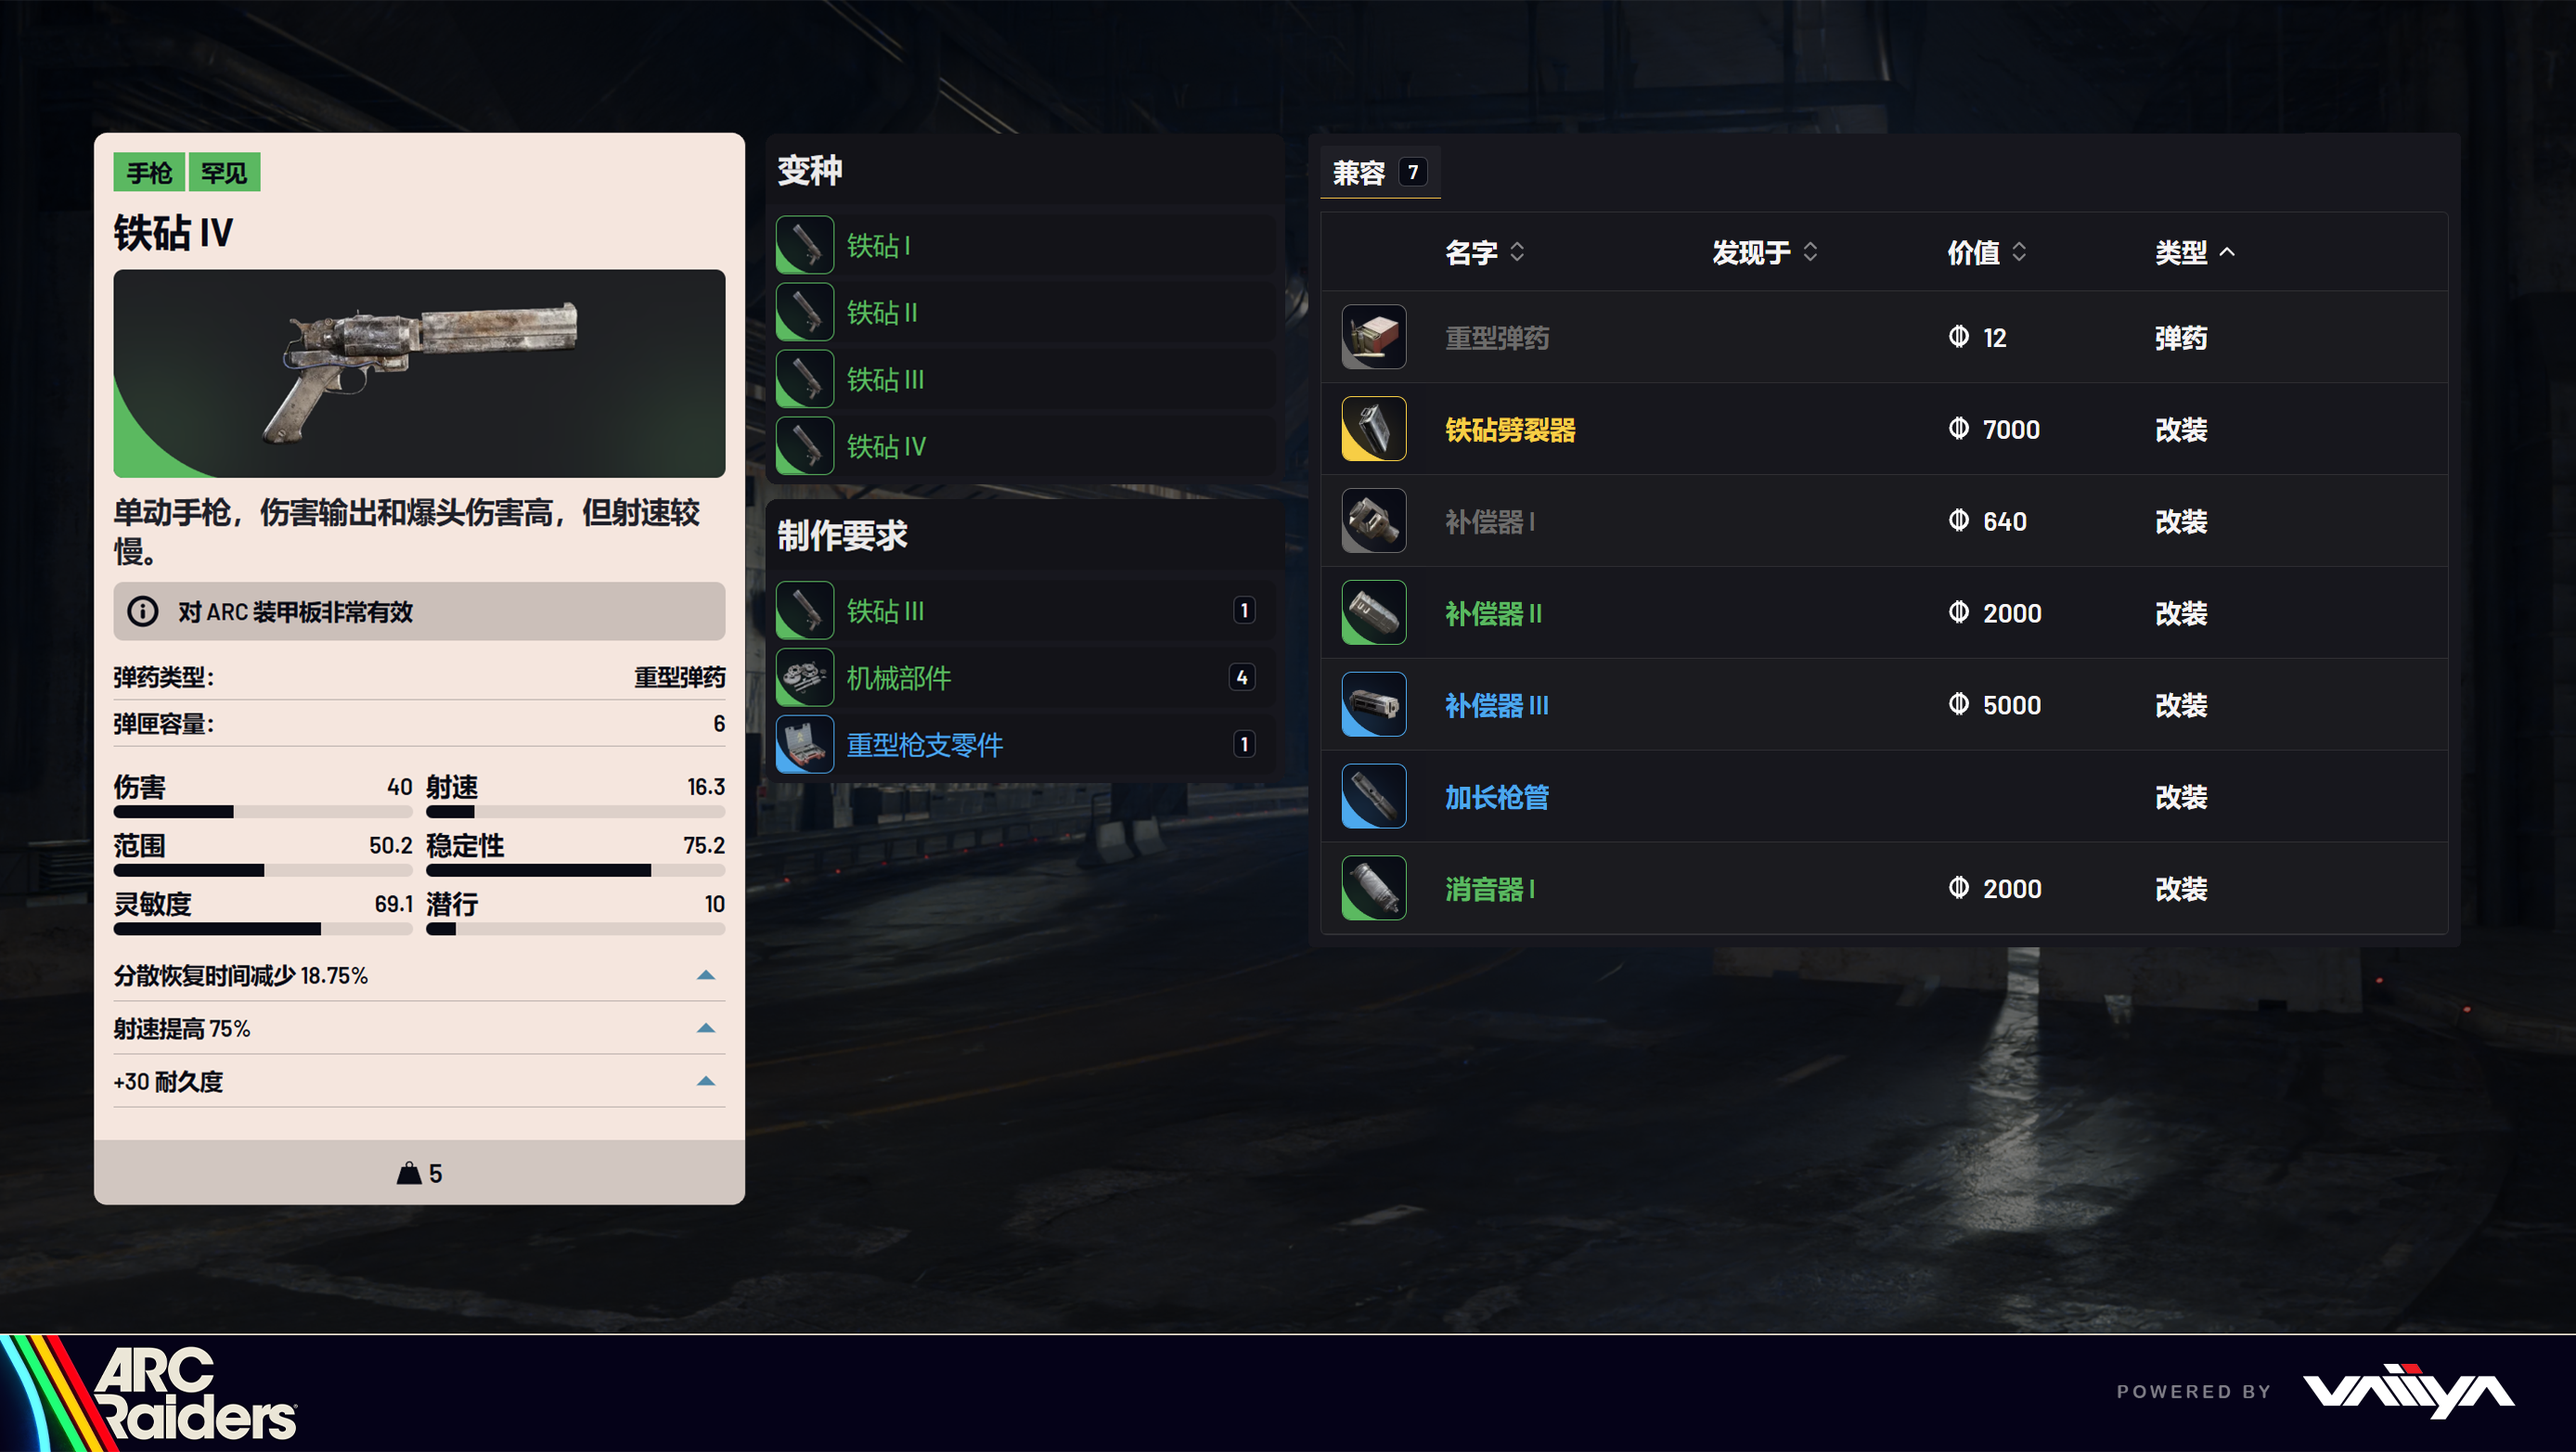 手枪 罕见
铁砧 IV
单动手枪，伤害输出和爆头伤害高，但射速较
慢。
对 ARC 装甲板非常有效
弹药类型： 重型弹药
弹匣容量： 6
伤害 40 射速 16.3
范围 50.2 稳定性 75.2
灵敏度 69.1 潜行 10
分散恢复时间减少 18.75%
射速提高 75%
+30 耐久度
5
变种
铁砧 I
铁砧 II
铁砧 III
铁砧 IV
制作要求
铁砧 III 1
机械部件 4
重型枪支零件 1
兼容 7
名字 发现于 价值 类型
重型弹药 12 弹药
铁砧劈裂器 7000 改装
补偿器 I 640 改装
补偿器 II 2000 改装
补偿器 III 5000 改装
加长枪管 改装
消音器 I 2000 改装
ARC
Raiders
POWERED BY vaiiya